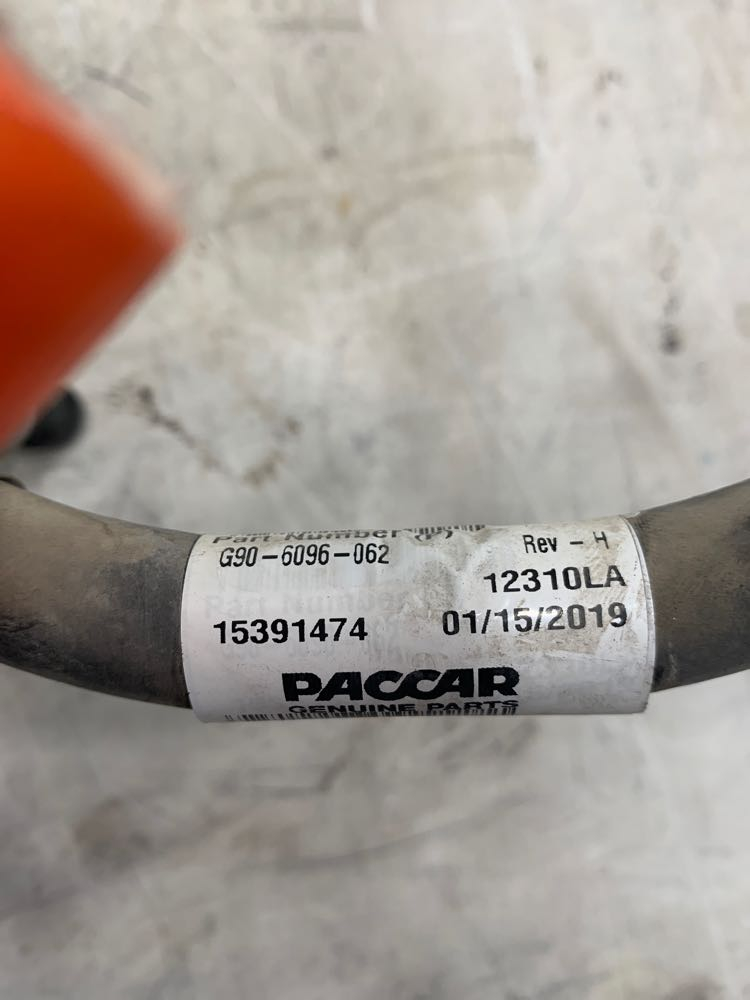 Part Number (P)
G90-6096-062 Rev - H
12310LA
15391474 01/15/2019
PACCAR
GENUINE PARTS